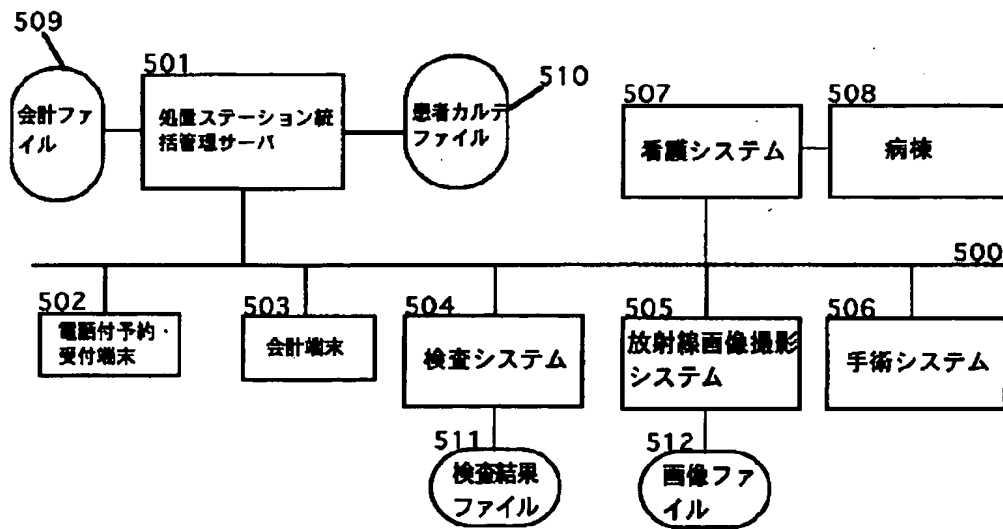 509
501
510
507
508
会計ファ
イル
処置ステーション統
括管理サーバ
患者カルテ
ファイル
看護システム
病棟
500
502
503
504
505
506
電話付予約・
受付端末
会計端末
検査システム
放射線画像撮影
システム
手術システム
511
512
検査結果
ファイル
画像ファ
イル